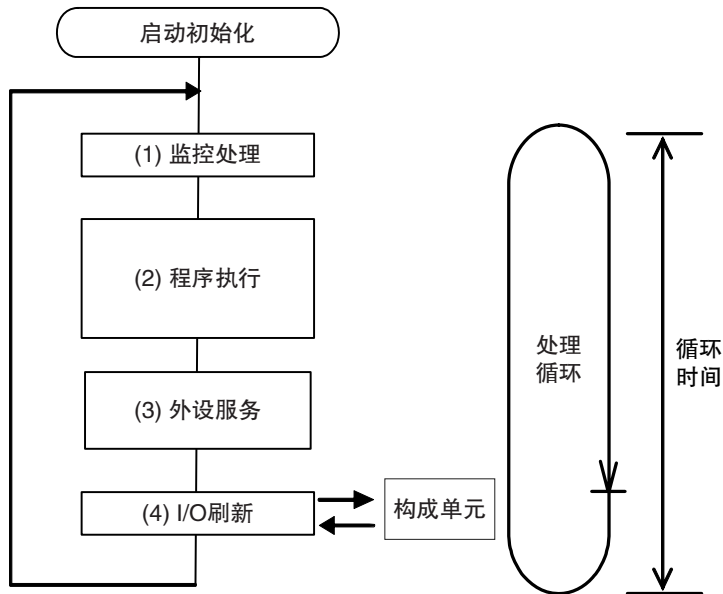 启动初始化
(1) 监控处理
(2) 程序执行
(3) 外设服务
(4) I/O刷新
构成单元
处理
循环
循环
时间